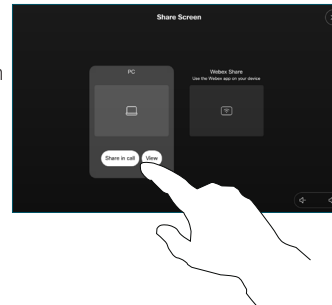 Share Screen
PC
Webex Share
Use the Webex app on your device
Share in call
View